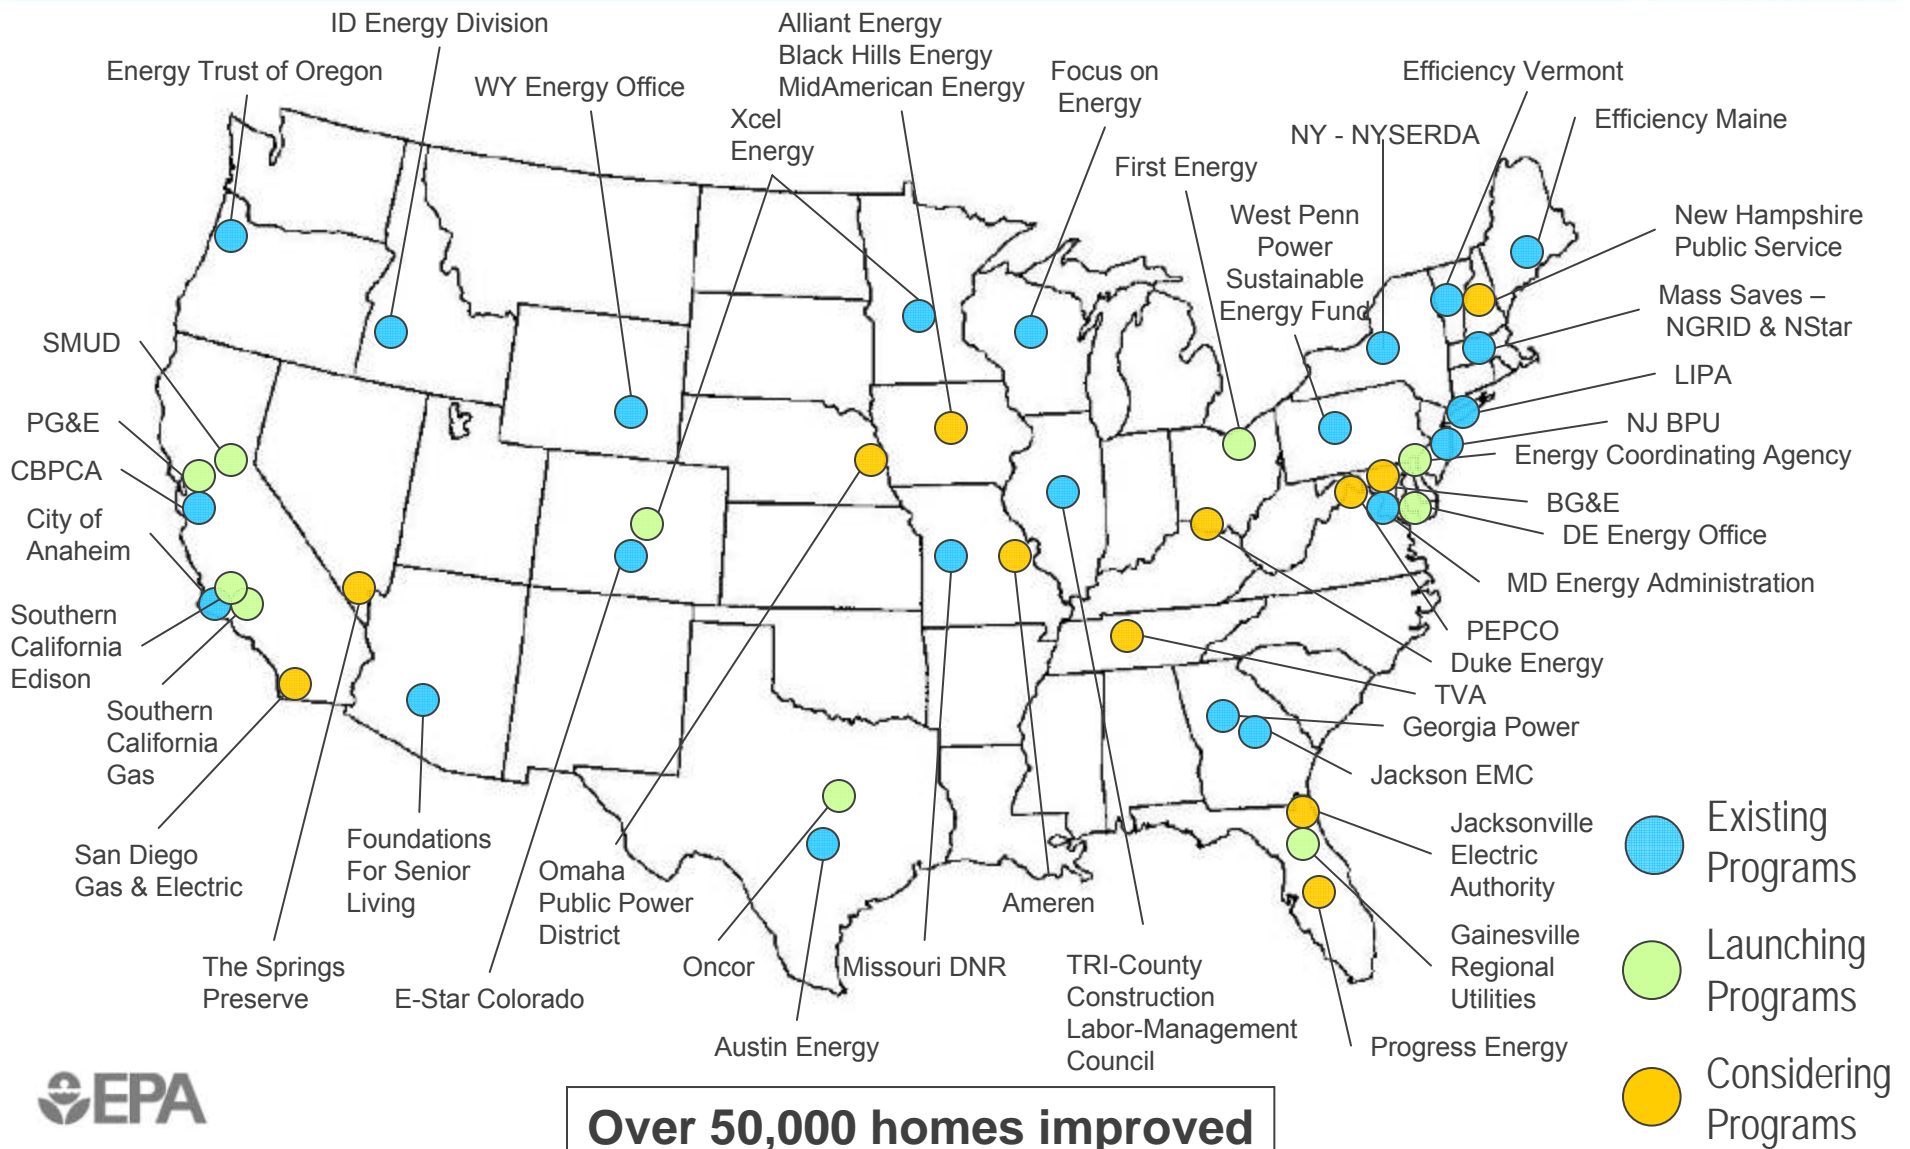 ID Energy Division
Alliant Energy
Black Hills Energy
MidAmerican Energy
Energy Trust of Oregon
WY Energy Office
Focus on
Energy
Efficiency Vermont
Xcel
Energy
Efficiency Maine
NY - NYSERDA
First Energy
West Penn
Power
Sustainable
Energy Fund
New Hampshire
Public Service
Mass Saves –
NGRID & NStar
SMUD
LIPA
PG&E
NJ BPU
CBPCA
Energy Coordinating Agency
City of
Anaheim
BG&E
DE Energy Office
MD Energy Administration
Southern
California
Edison
PEPCO
Duke Energy
TVA
Southern
California
Gas
Georgia Power
Jackson EMC
San Diego
Gas & Electric
Foundations
For Senior
Living
Omaha
Public Power
District
Ameren
Jacksonville
Electric
Authority
Existing
Programs
The Springs
Preserve
E-Star Colorado
Oncor
Missouri DNR
TRI-County
Construction
Labor-Management
Council
Gainesville
Regional
Utilities
Launching
Programs
Austin Energy
Progress Energy
Considering
Programs
EPA
Over 50,000 homes improved